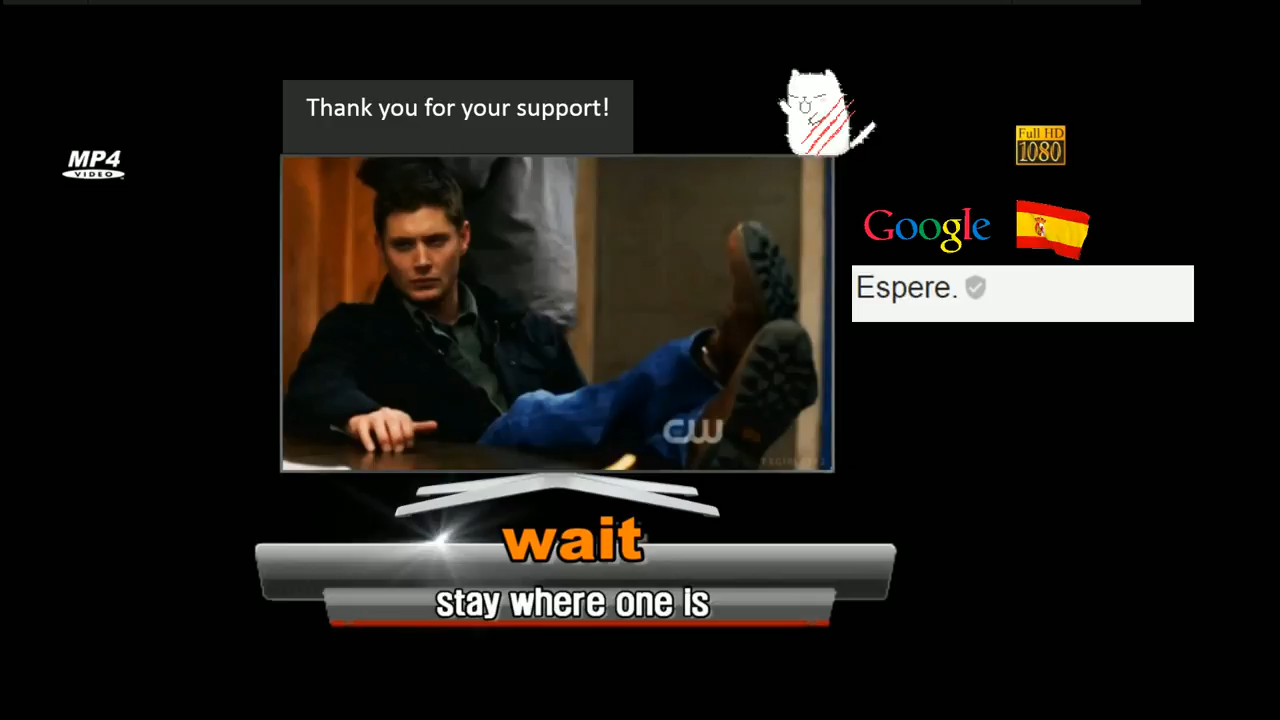 Thank you for your support!
MP4
VIDEO
Full HD
1080
Google
Espere.
CW
wait
stay where one is